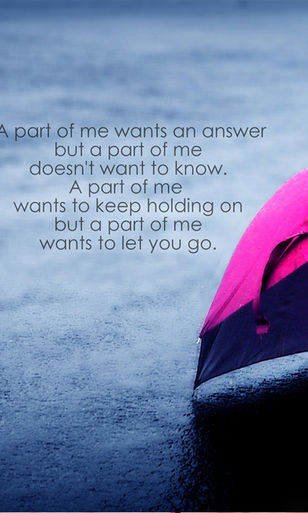 A part of me wants an answer
but a part of me
doesn't want to know.
A part of me
wants to keep holding on
but a part of me
wants to let you go.